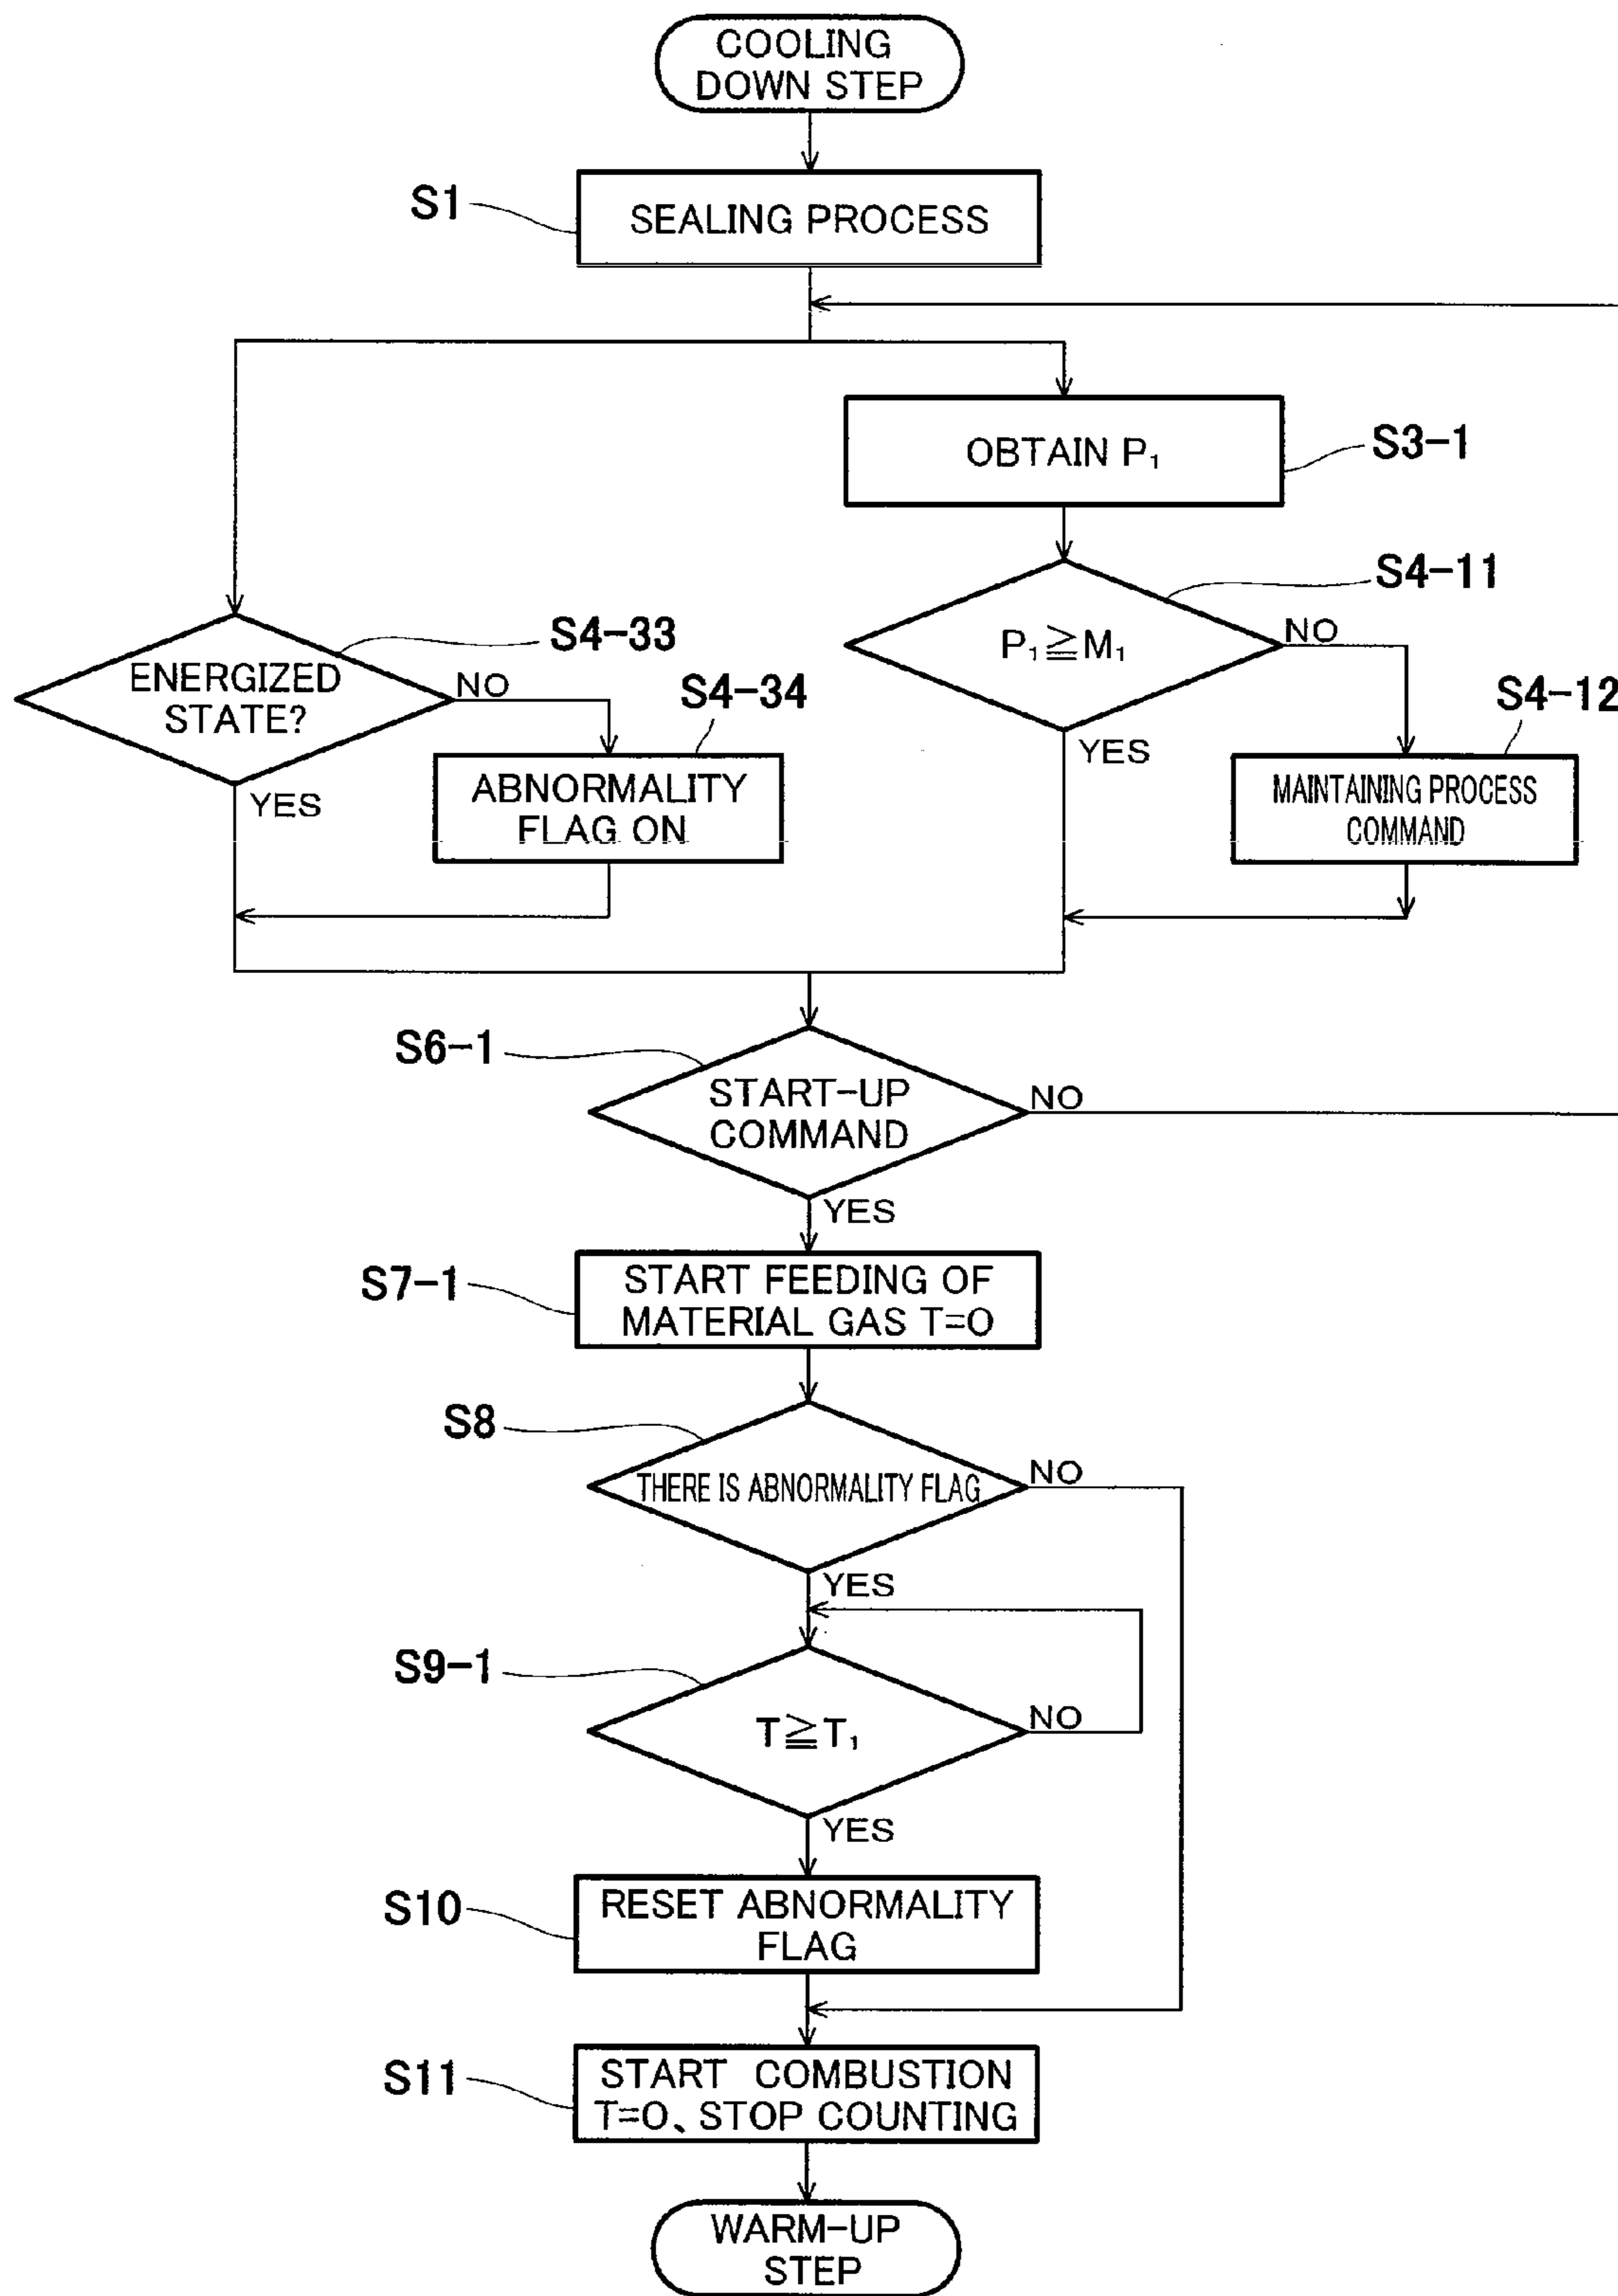 COOLING
DOWN STEP
S1
SEALING PROCESS
OBTAIN P₁
S3-1
S4-11
P₁≧M₁
NO
S4-33
ENERGIZED
STATE?
NO
S4-34
S4-12
YES
YES
ABNORMALITY
FLAG ON
MAINTAINING PROCESS
COMMAND
S6-1
START-UP
COMMAND
NO
YES
S7-1
START FEEDING OF
MATERIAL GAS T=0
S8
THERE IS ABNORMALITY FLAG
NO
YES
S9-1
T≧T₁
NO
YES
S10
RESET ABNORMALITY
FLAG
S11
START COMBUSTION
T=0、STOP COUNTING
WARM-UP
STEP